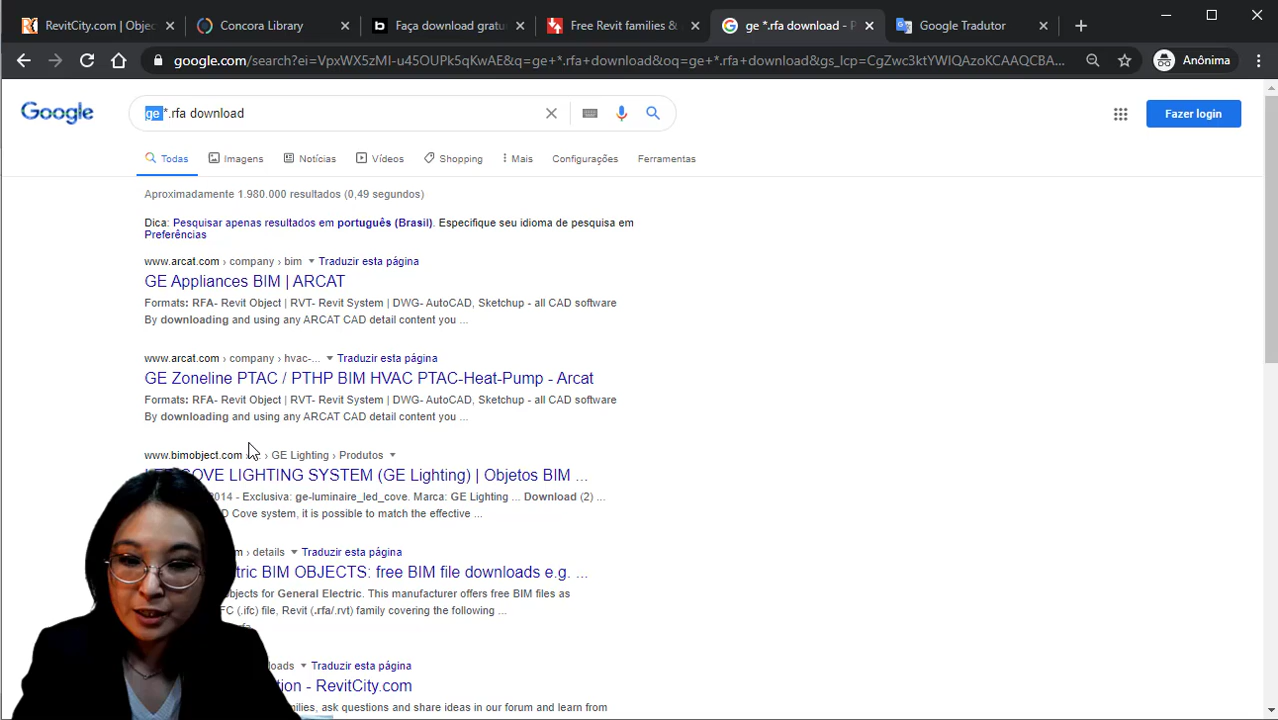 RevitCity.com | Objec
Concora Library
Faça download gratu
Free Revit families &
ge *.rfa download - P
Google Tradutor
google.com/search?ei=VpxWX5zMI-u45OUPk5eKwAE&q=ge+*.rfa+download&oq=ge+*.rfa+download&gs_lcp=CgZwc3ktYWIQAzoKCAAQCBA...
Anônima
Google
ge *.rfa download
Fazer login
Todas
Imagens
Notícias
Vídeos
Shopping
Mais
Configurações
Ferramentas
Aproximadamente 1.980.000 resultados (0,49 segundos)
Dica: Pesquisar apenas resultados em português (Brasil). Especifique seu idioma de pesquisa em
Preferências
www.arcat.com › company › bim Traduzir esta página
GE Appliances BIM | ARCAT
Formats: RFA- Revit Object | RVT- Revit System | DWG- AutoCAD, Sketchup - all CAD software
By downloading and using any ARCAT CAD detail content you ...
www.arcat.com › company › hvac-... Traduzir esta página
GE Zoneline PTAC / PTHP BIM HVAC PTAC-Heat-Pump - Arcat
Formats: RFA- Revit Object | RVT- Revit System | DWG- AutoCAD, Sketchup - all CAD software
By downloading and using any ARCAT CAD detail content you ...
www.bimobject.com › GE Lighting › Produtos
COVE LIGHTING SYSTEM (GE Lighting) | Objetos BIM ...
2014 - Exclusiva: ge-luminaire_led_cove. Marca: GE Lighting ... Download (2) ...
D Cove system, it is possible to match the effective ...
m › details Traduzir esta página
tric BIM OBJECTS: free BIM file downloads e.g. ...
jects for General Electric. This manufacturer offers free BIM files as
FC (.ifc) file, Revit (.rfa/.rvt) family covering the following ...
rfa
loads Traduzir esta página
tion - RevitCity.com
milies, ask questions and share ideas in our forum and learn from